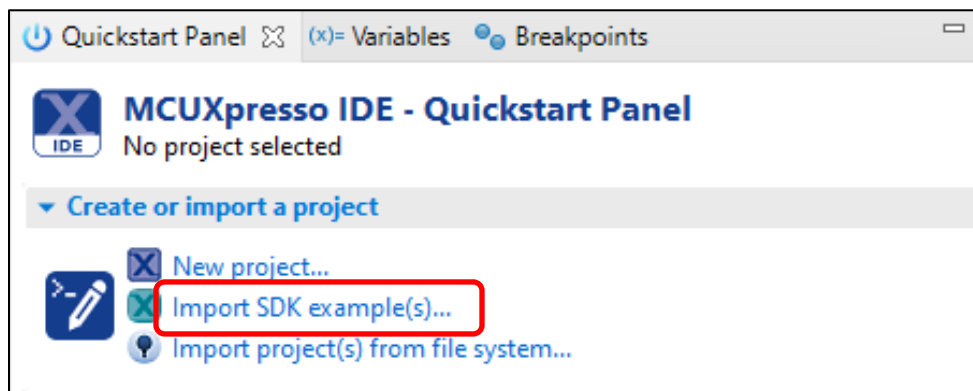 Quickstart Panel (x)= Variables Breakpoints
MCUXpresso IDE - Quickstart Panel
X
IDE
No project selected
Create or import a project
X New project...
X Import SDK example(s)...
Import project(s) from file system...